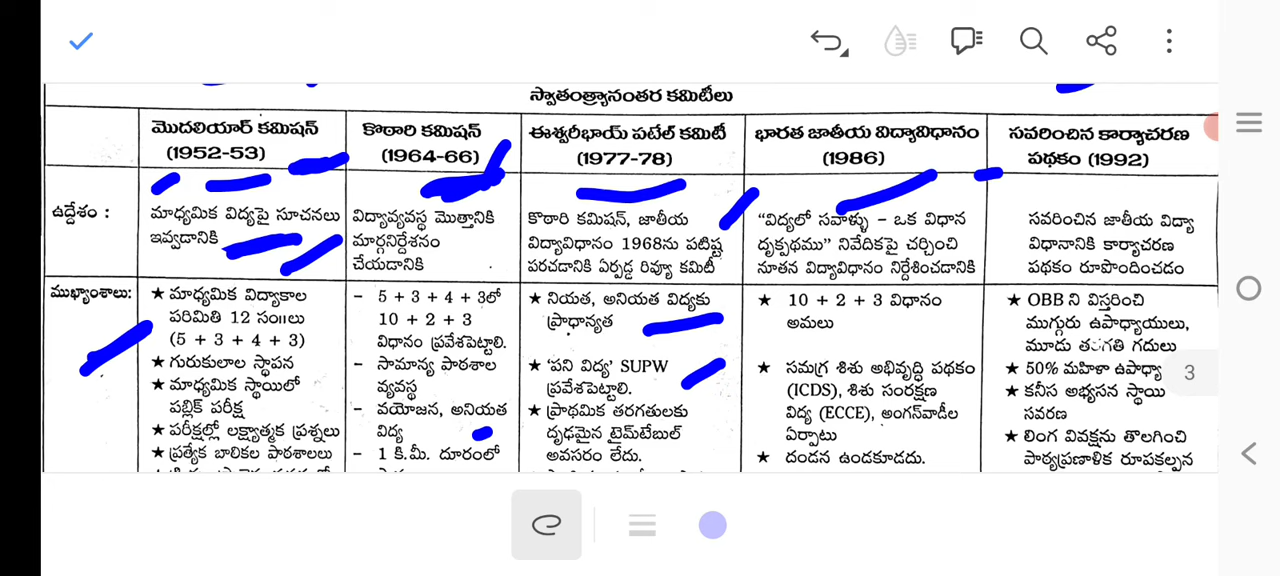 స్వాతంత్ర్యానంతర కమిటీలు
మొదలియార్ కమిషన్
(1952-53)
కొఠారి కమిషన్
(1964-66)
ఈశ్వరీభాయ్ పటేల్ కమిటీ
(1977-78)
భారత జాతీయ విద్యావిధానం
(1986)
సవరించిన కార్యాచరణ
పథకం (1992)
ఉద్దేశం :
మాధ్యమిక విద్యపై సూచనలు
ఇవ్వడానికి
విద్యావ్యవస్థ మొత్తానికి
మార్గనిర్దేశనం
చేయడానికి
కొఠారి కమిషన్, జాతీయ
విద్యావిధానం 1968ను పటిష్ట
పరచడానికి ఏర్పడ్డ రివ్యూ కమిటీ
"విద్యలో సవాళ్ళు – ఒక విధాన
దృక్పథము" నివేదికపై చర్చించి
నూతన విద్యావిధానం నిర్దేశించడానికి
సవరించిన జాతీయ విద్యా
విధానానికి కార్యాచరణ
పథకం రూపొందించడం
ముఖ్యాంశాలు:
★ మాధ్యమిక విద్యాకాల
పరిమితి 12 సం॥లు
(5 + 3 + 4 + 3)
★ గురుకులాల స్థాపన
★ మాధ్యమిక స్థాయిలో
పబ్లిక్ పరీక్ష
★ పరీక్షల్లో లక్ష్యాత్మక ప్రశ్నలు
★ ప్రత్యేక బాలికల పాఠశాలలు
– 5 + 3 + 4 + 3లో
10 + 2 + 3
విధానం ప్రవేశపెట్టాలి.
– సామాన్య పాఠశాల
వ్యవస్థ
– వయోజన, అనియత
విద్య
– 1 కి.మీ. దూరంలో
★ నియత, అనియత విద్యకు
ప్రాధాన్యత
★ 'పని విద్య' SUPW
ప్రవేశపెట్టాలి.
★ ప్రాథమిక తరగతులకు
దృఢమైన టైమ్‌టేబుల్
అవసరం లేదు.
★ 10 + 2 + 3 విధానం
అమలు
★ సమగ్ర శిశు అభివృద్ధి పథకం
(ICDS), శిశు సంరక్షణ
విద్య (ECCE), అంగన్‌వాడీల
ఏర్పాటు
★ దండన ఉండకూడదు.
★ OBB ని విస్తరించి
ముగ్గురు ఉపాధ్యాయులు,
మూడు తరగతి గదులు
★ 50% మహిళా ఉపాధ్యా
★ కనీస అభ్యసన స్థాయి
సవరణ
★ లింగ వివక్షను తొలగించి
పాఠ్యప్రణాళిక రూపకల్పన
3